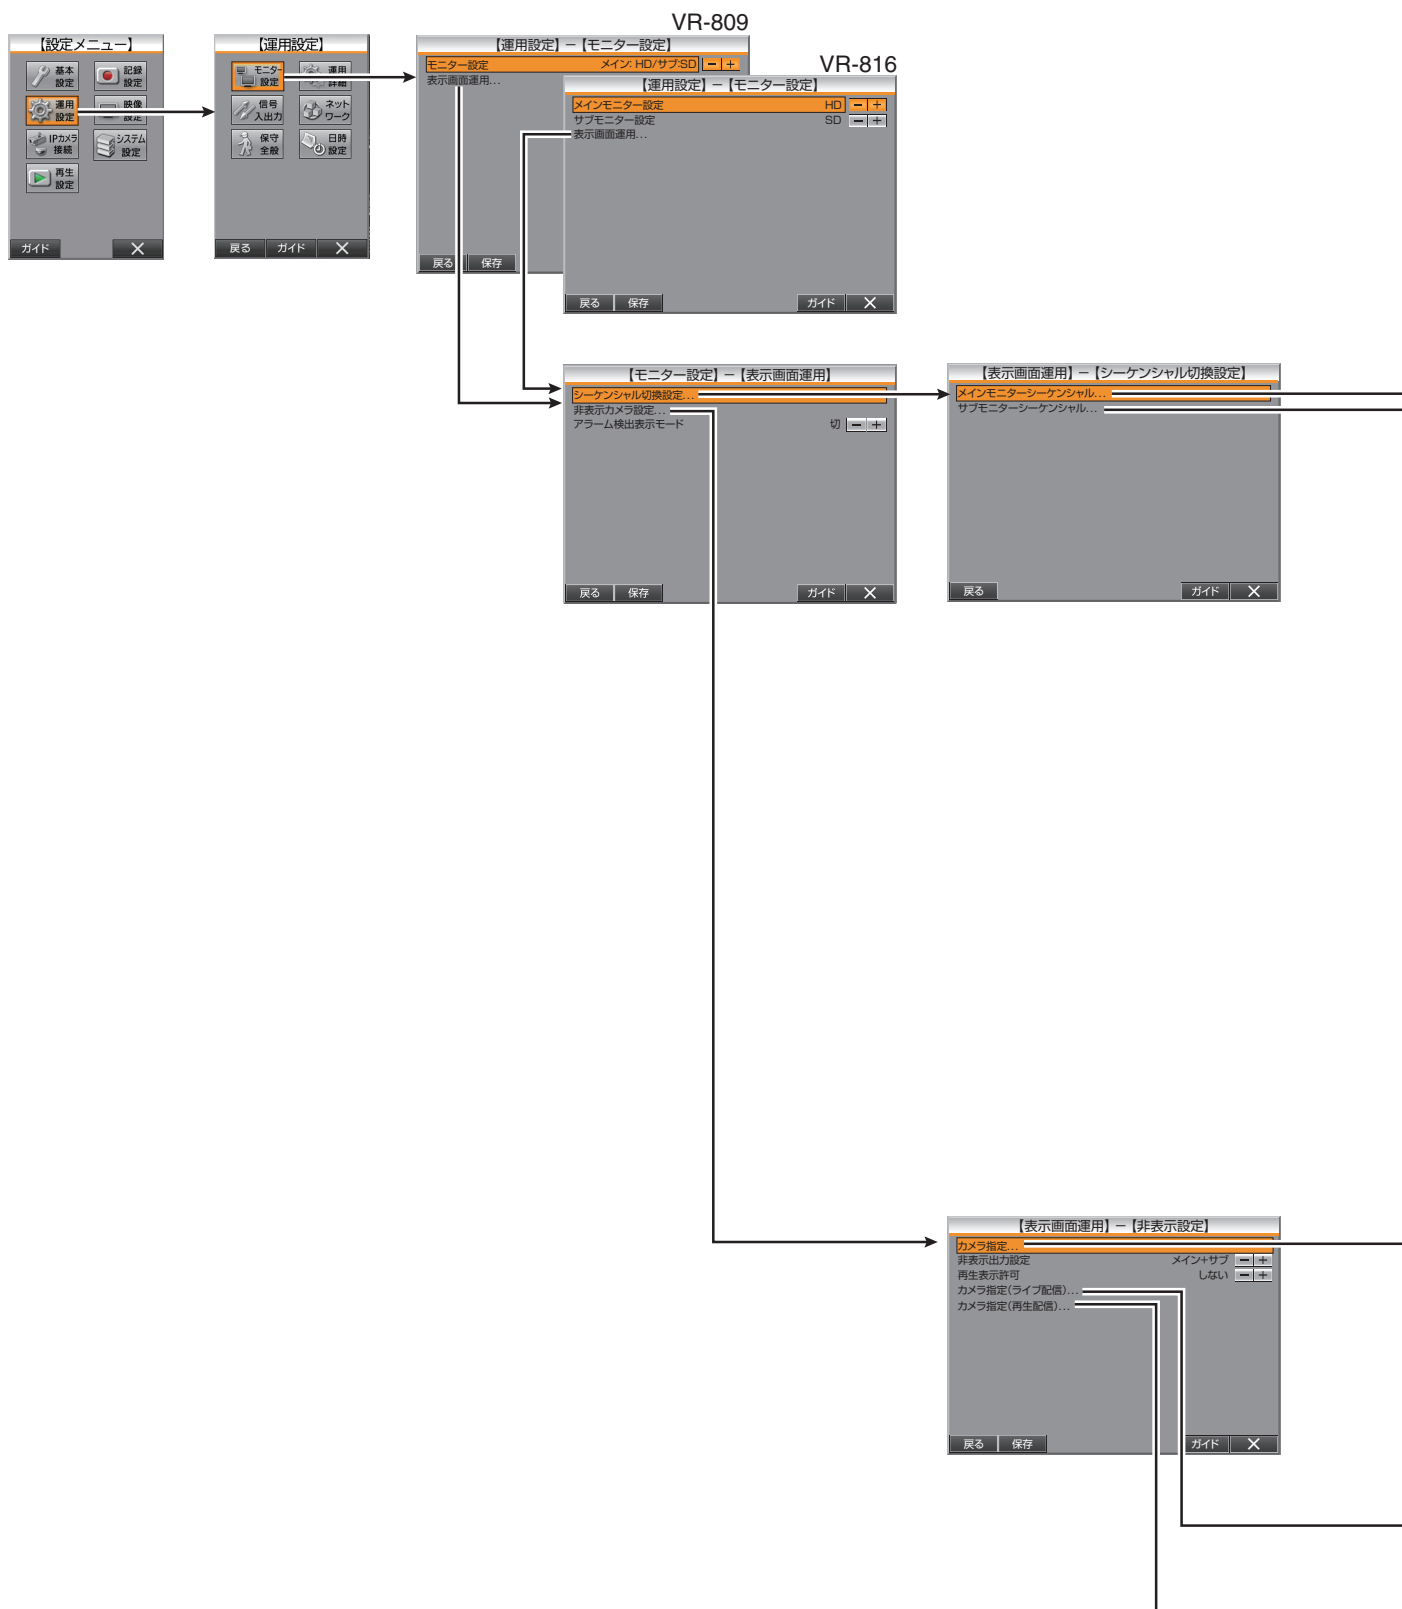 VR-809
【設定メニュー】
基本
設定
記録
設定
運用
設定
映像
設定
IPカメラ
接続
システム
設定
再生
設定
ガイド
【運用設定】
モニター
設定
運用
詳細
信号
入出力
ネット
ワーク
保守
全般
日時
設定
戻る ガイド
【運用設定】－【モニター設定】
モニター設定 メイン: HD/サブ:SD － ＋
表示画面運用...
戻る 保存
VR-816
【運用設定】－【モニター設定】
メインモニター設定 HD － ＋
サブモニター設定 SD － ＋
表示画面運用...
戻る 保存 ガイド
【モニター設定】－【表示画面運用】
シーケンシャル切換設定...
非表示カメラ設定...
アラーム検出表示モード 切 － ＋
戻る 保存 ガイド
【表示画面運用】－【シーケンシャル切換設定】
メインモニターシーケンシャル...
サブモニターシーケンシャル...
戻る ガイド
【表示画面運用】－【非表示設定】
カメラ指定...
非表示出力設定 メイン+サブ － ＋
再生表示許可 しない － ＋
カメラ指定(ライブ配信)...
カメラ指定(再生配信)...
戻る 保存 ガイド